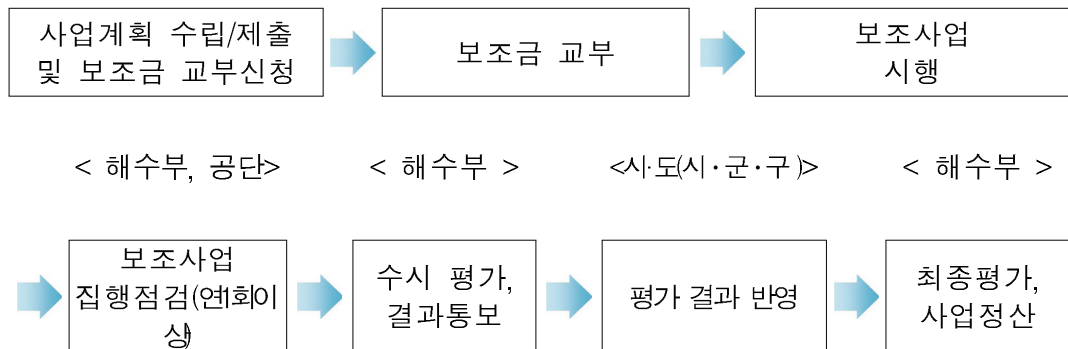 사업계획 수립/제출
및 보조금 교부신청
보조금 교부
보조사업
시행
< 해수부, 공단>
< 해수부 >
<시·도(시·군·구)>
< 해수부 >
보조사업
집행점검(연1회이
상)
수시 평가,
결과통보
평가 결과 반영
최종평가,
사업정산